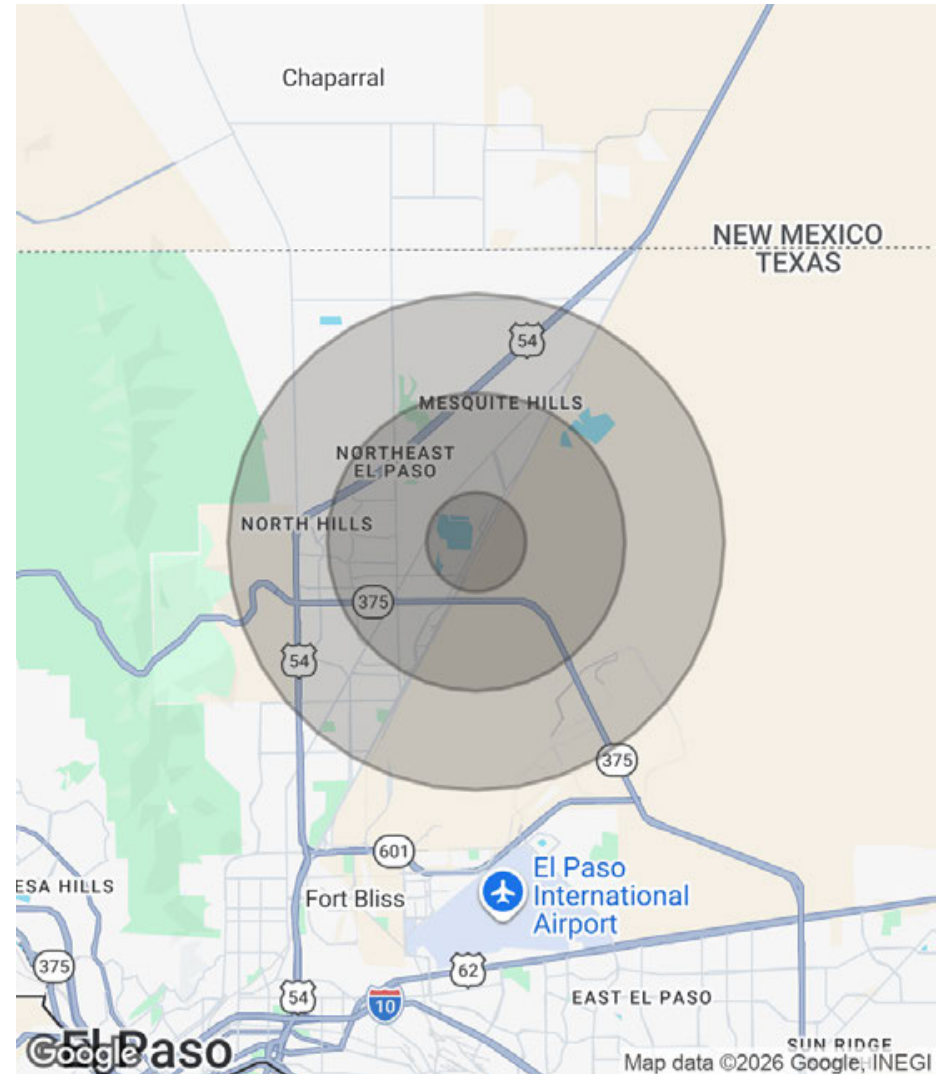 Chaparral
NEW MEXICO
TEXAS
54
MESQUITE HILLS
NORTHEAST
EL PASO
NORTH HILLS
375
54
375
601
El Paso
International
Airport
ESA HILLS
Fort Bliss
375
62
54
10
EAST EL PASO
SUN RIDGE
El Paso
Google
Map data ©2026 Google, INEGI